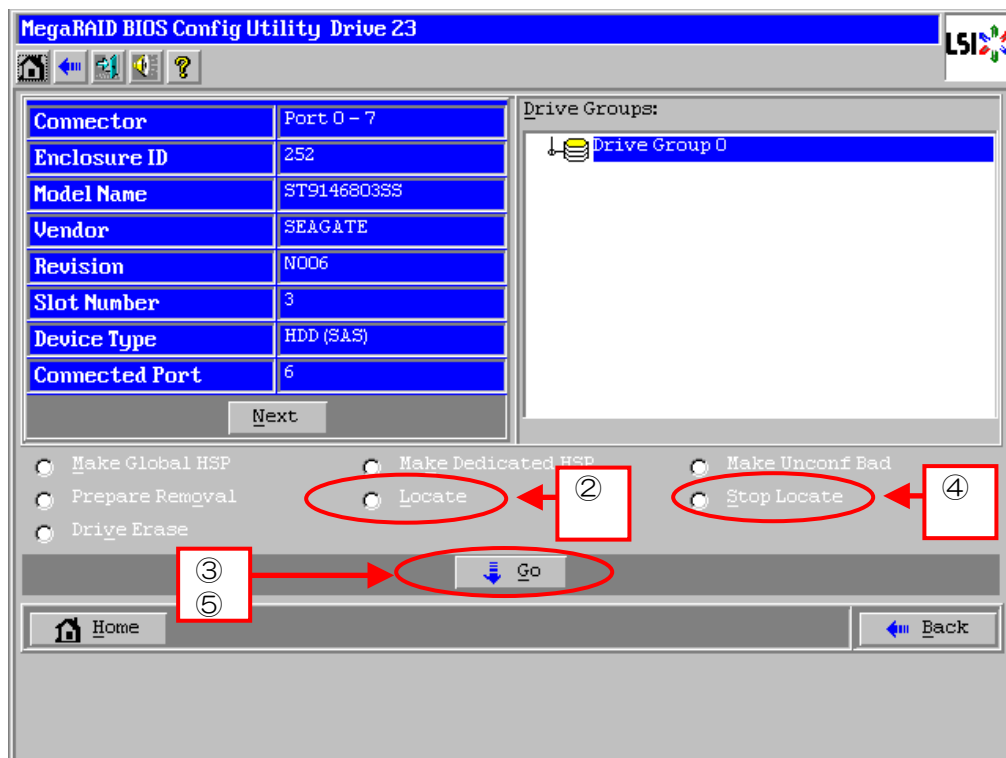 MegaRAID BIOS Config Utility Drive 23
LSI
Connector Port 0 - 7
Enclosure ID 252
Model Name ST9146803SS
Vendor SEAGATE
Revision N006
Slot Number 3
Device Type HDD (SAS)
Connected Port 6
Next
Drive Groups:
Drive Group 0
Make Global HSP Make Dedicated HSP Make Unconf Bad
Prepare Removal Locate ② Stop Locate ④
Drive Erase
③
⑤
Go
Home Back